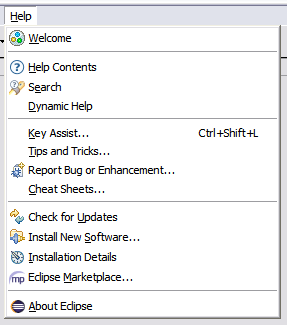 Help
Welcome
Help Contents
Search
Dynamic Help
Key Assist... Ctrl+Shift+L
Tips and Tricks...
Report Bug or Enhancement...
Cheat Sheets...
Check for Updates
Install New Software...
Installation Details
mp Eclipse Marketplace...
About Eclipse